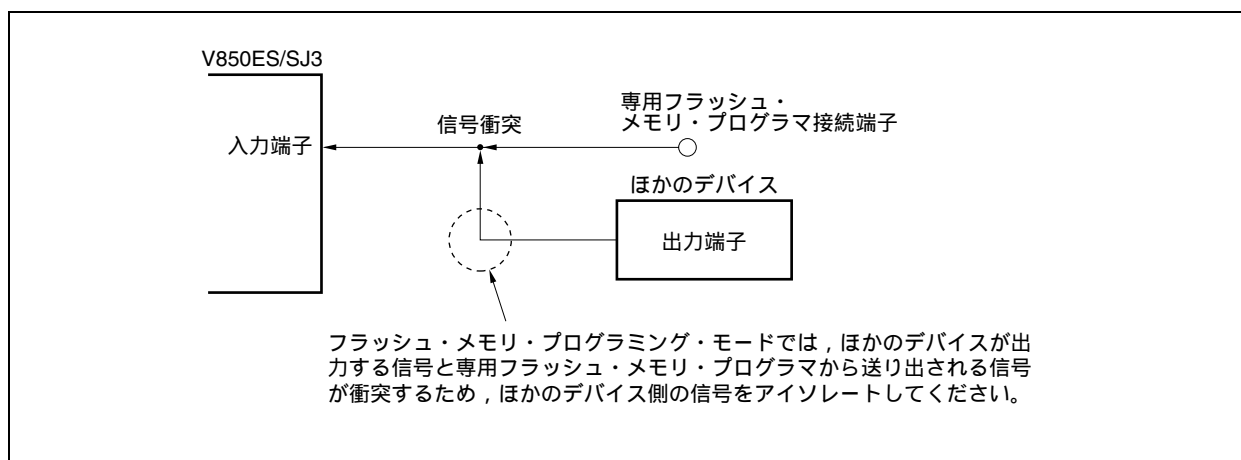 V850ES/SJ3
専用フラッシュ・
メモリ・プログラマ接続端子
信号衝突
入力端子
ほかのデバイス
出力端子
フラッシュ・メモリ・プログラミング・モードでは，ほかのデバイスが出
力する信号と専用フラッシュ・メモリ・プログラマから送り出される信号
が衝突するため，ほかのデバイス側の信号をアイソレートしてください。